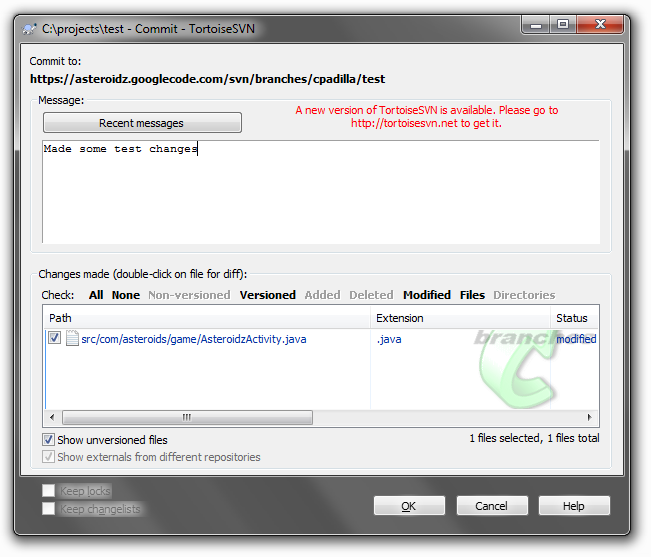 C:\projects\test - Commit - TortoiseSVN
Commit to:
https://asteroidz.googlecode.com/svn/branches/cpadilla/test
Message:
Recent messages
A new version of TortoiseSVN is available. Please go to
http://tortoisesvn.net to get it.
Made some test changes
Changes made (double-click on file for diff):
Check: All None Non-versioned Versioned Added Deleted Modified Files Directories
Path Extension Status
branches
src/com/asteroids/game/AsteroidzActivity.java .java modified
Show unversioned files 1 files selected, 1 files total
Show externals from different repositories
Keep locks
Keep changelists
OK Cancel Help